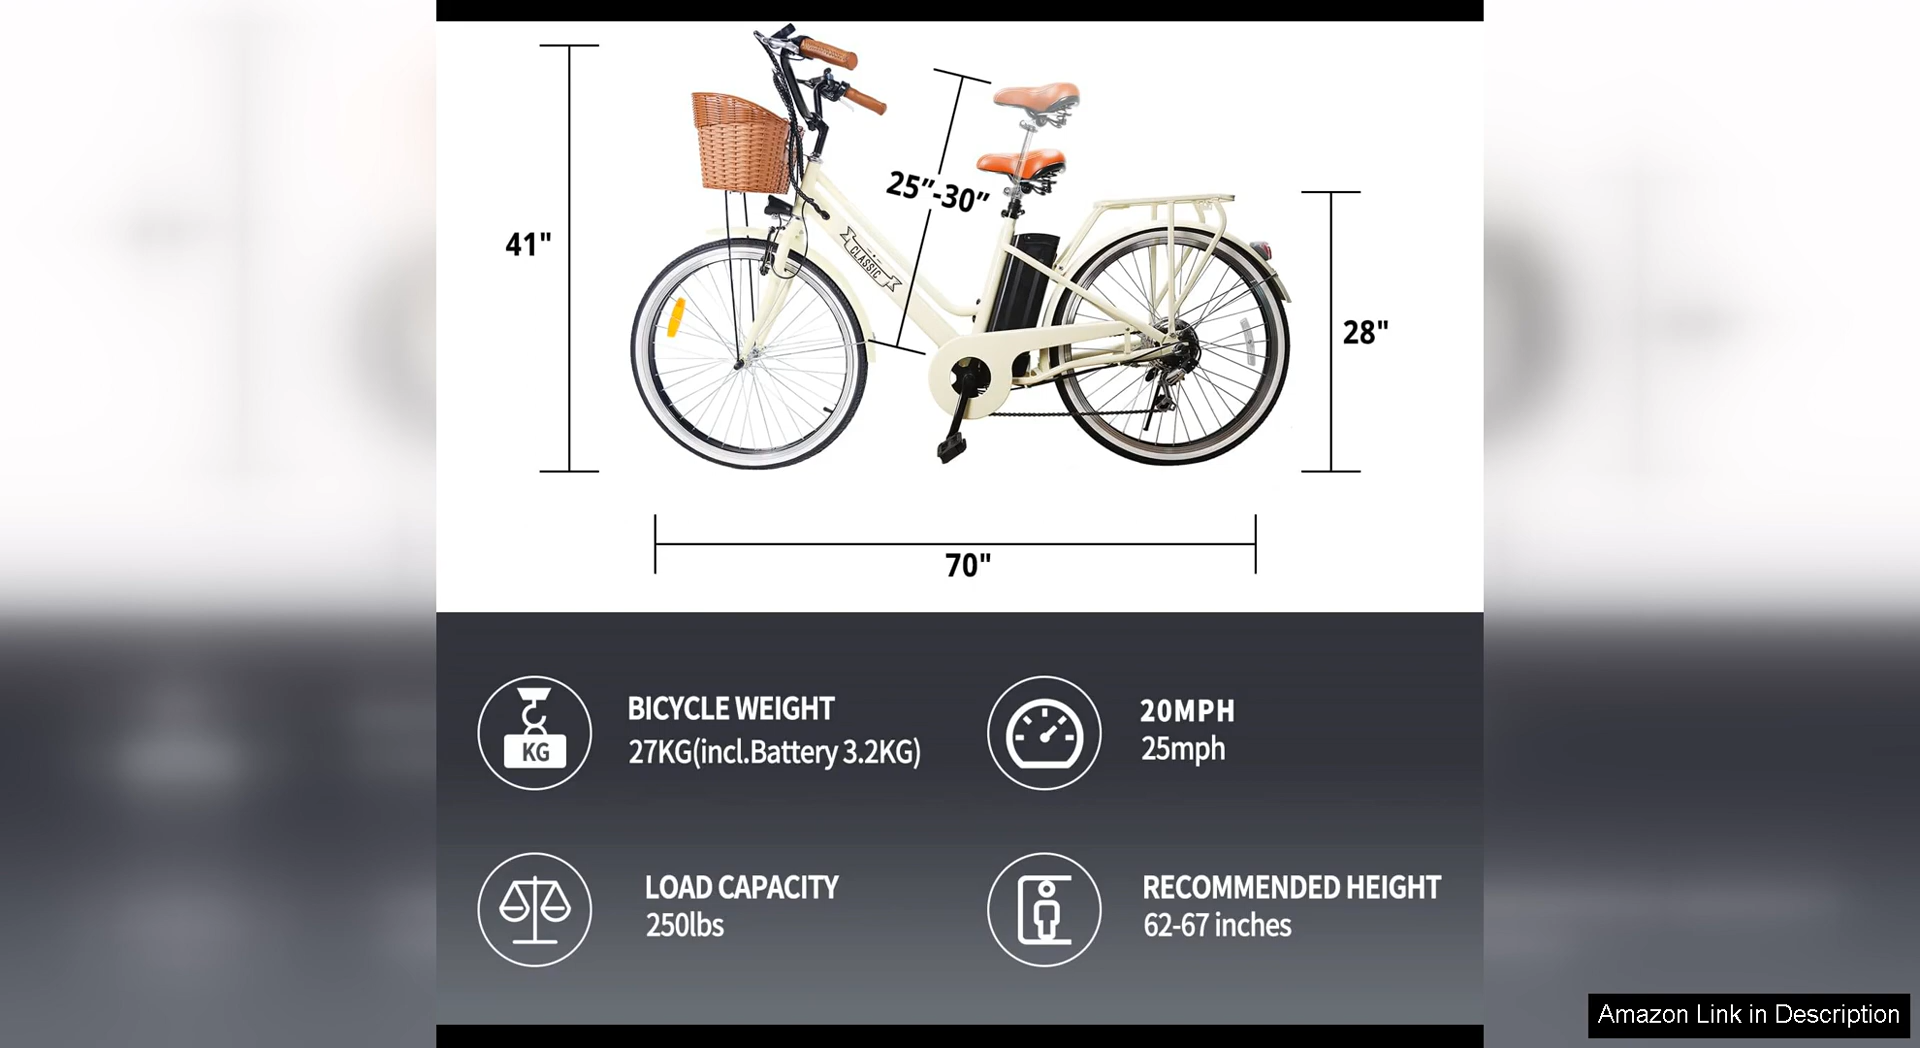 41"
25”-30”
CLASSIC
28"
70"
KG
BICYCLE WEIGHT
27KG(incl.Battery 3.2KG)
20MPH
25mph
LOAD CAPACITY
250lbs
RECOMMENDED HEIGHT
62-67 inches
Amazon Link in Description